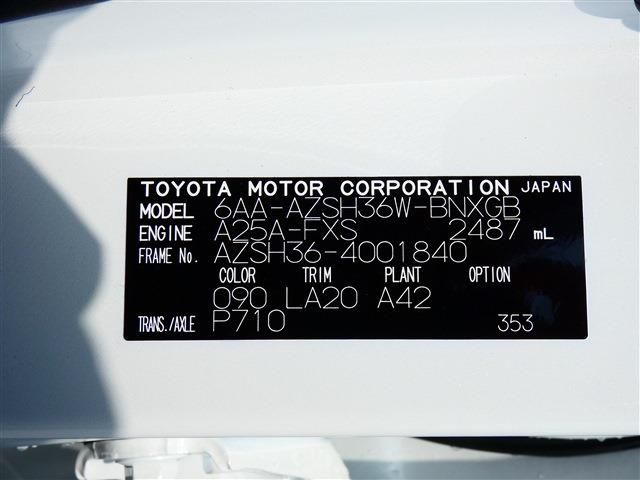 TOYOTA MOTOR CORPORATION JAPAN
MODEL 6AA-AZSH36W-BNXGB
ENGINE A25A-FXS 2487 mL
FRAME No. AZSH36-4001840
COLOR TRIM PLANT OPTION
090 LA20 A42
TRANS./AXLE P710 353